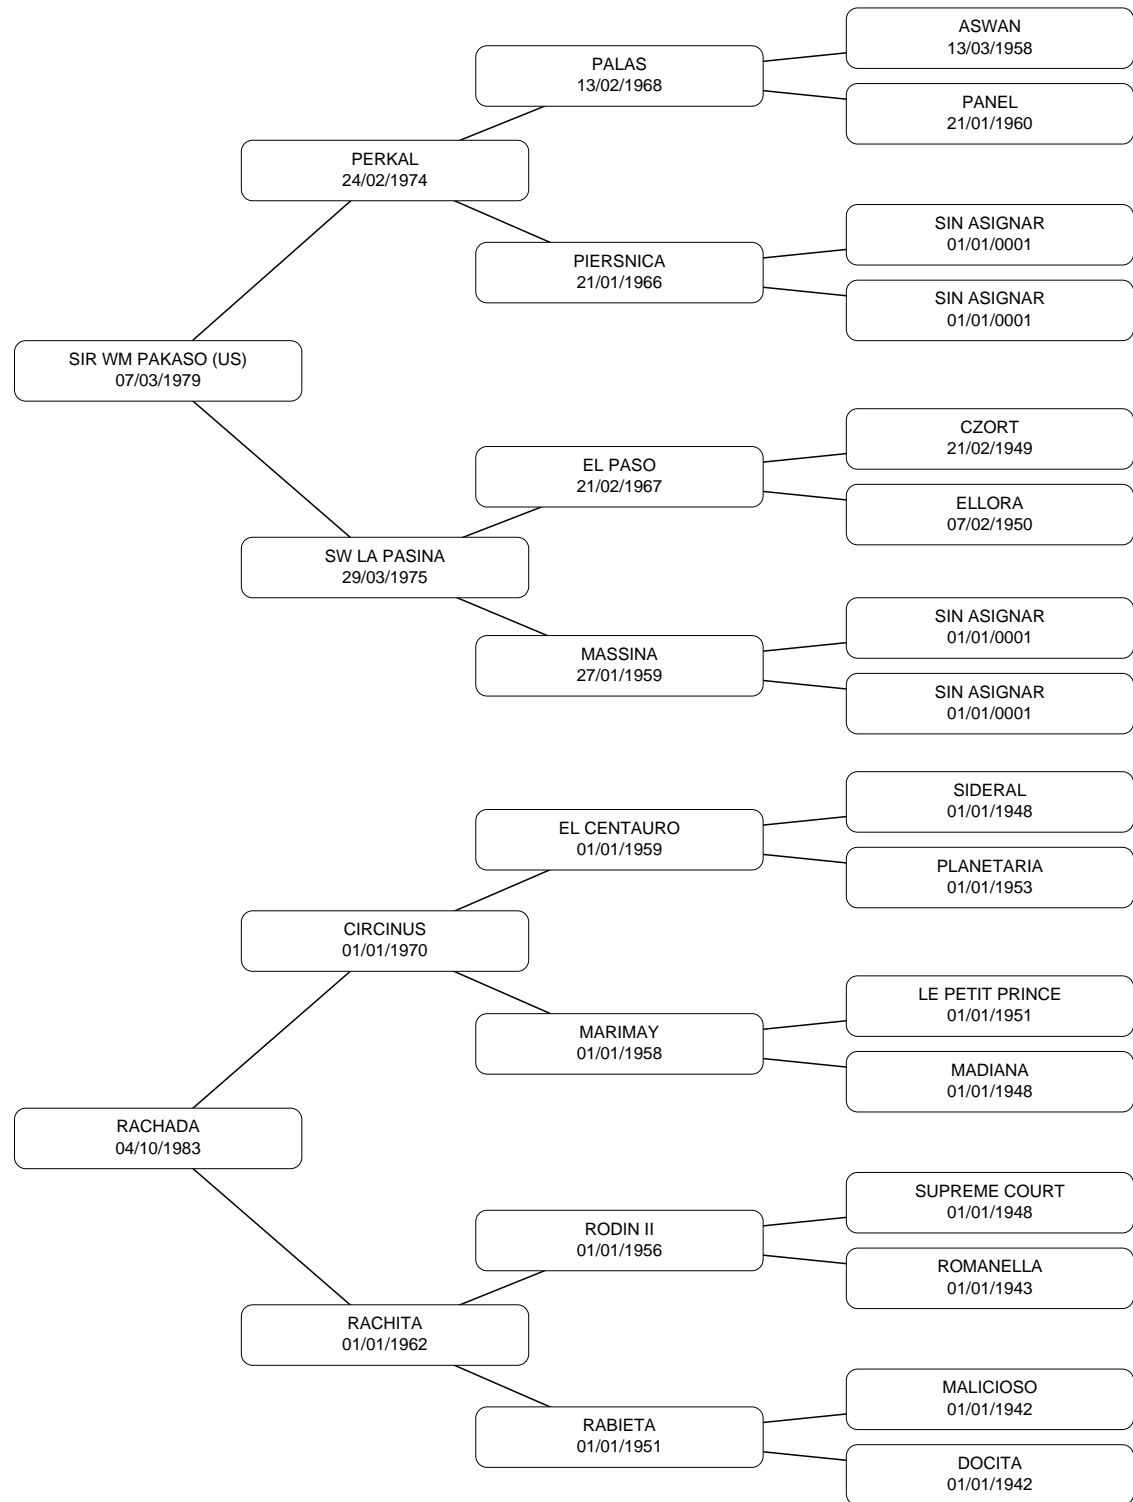 ASWAN
13/03/1958
PALAS
13/02/1968
PANEL
21/01/1960
PERKAL
24/02/1974
SIN ASIGNAR
01/01/0001
PIERSNICA
21/01/1966
SIN ASIGNAR
01/01/0001
SIR WM PAKASO (US)
07/03/1979
CZORT
21/02/1949
EL PASO
21/02/1967
ELLORA
07/02/1950
SW LA PASINA
29/03/1975
SIN ASIGNAR
01/01/0001
MASSINA
27/01/1959
SIN ASIGNAR
01/01/0001
SIDERAL
01/01/1948
EL CENTAURO
01/01/1959
PLANETARIA
01/01/1953
CIRCINUS
01/01/1970
LE PETIT PRINCE
01/01/1951
MARIMAY
01/01/1958
MADIANA
01/01/1948
RACHADA
04/10/1983
SUPREME COURT
01/01/1948
RODIN II
01/01/1956
ROMANELLA
01/01/1943
RACHITA
01/01/1962
MALICIOSO
01/01/1942
RABIETA
01/01/1951
DOCITA
01/01/1942